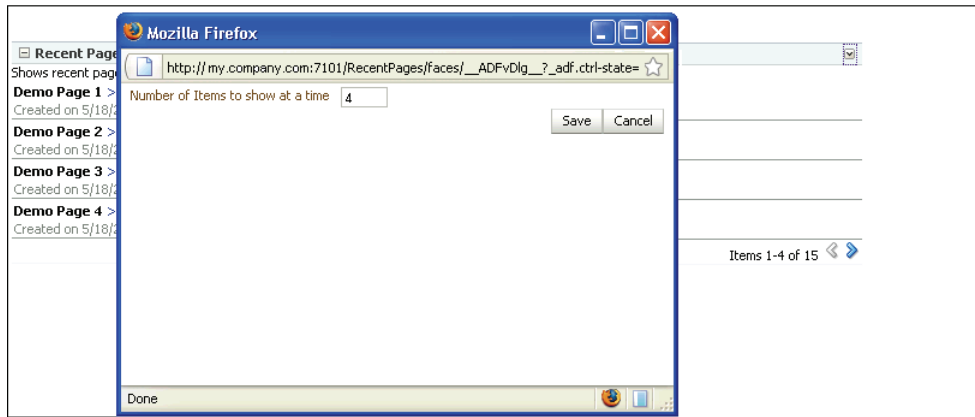 Mozilla Firefox
http://my.company.com:7101/RecentPages/faces/__ADFvDlg__?_adf.ctrl-state=
Number of Items to show at a time 4
Save Cancel
Done
Recent Page
Shows recent pag
Demo Page 1 >
Created on 5/18/2
Demo Page 2 >
Created on 5/18/2
Demo Page 3 >
Created on 5/18/2
Demo Page 4 >
Created on 5/18/2
Items 1-4 of 15